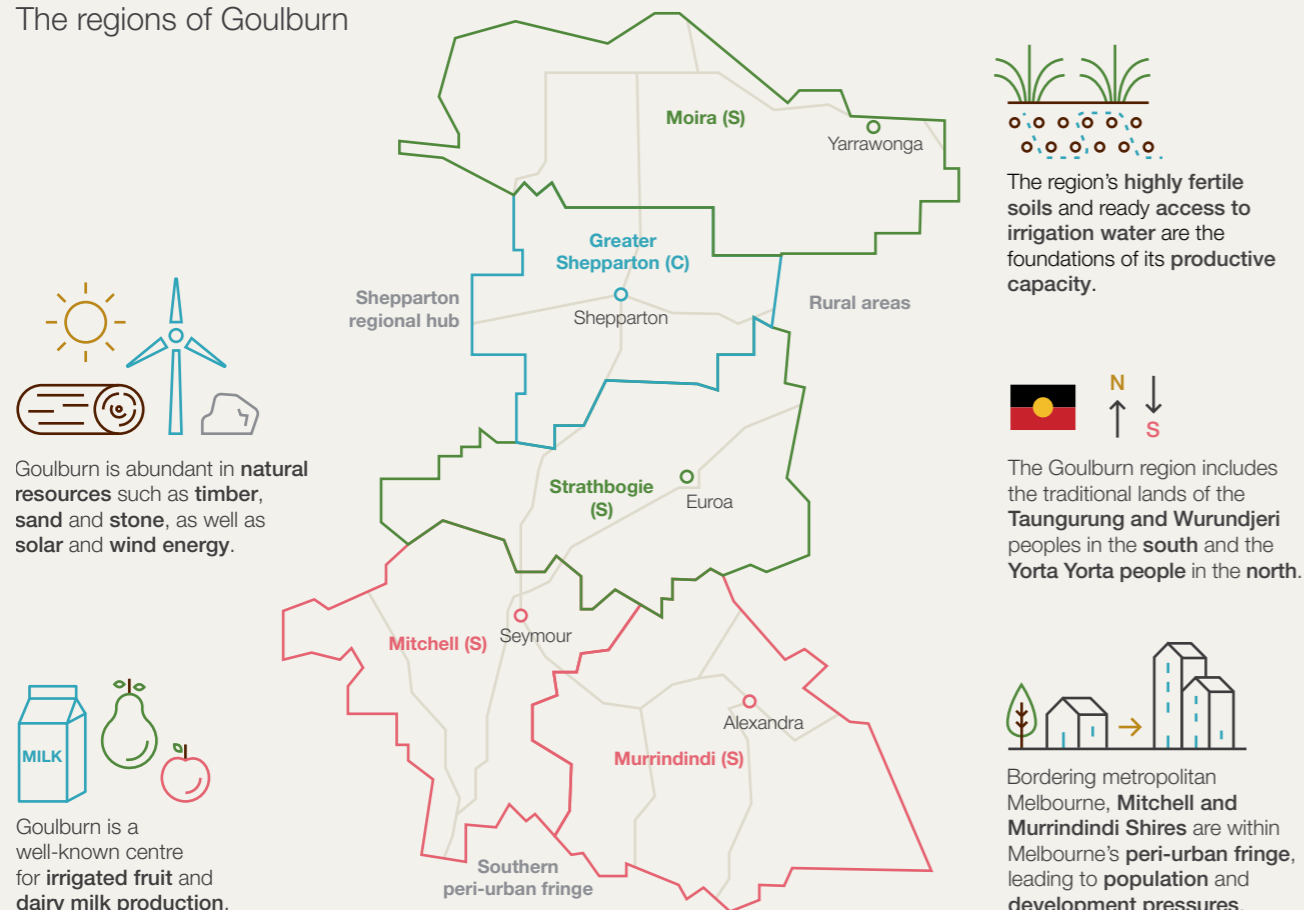 The regions of Goulburn
Moira (S)
Yarrawonga
Greater
Shepparton (C)
Shepparton
regional hub
Shepparton
Rural areas
Strathbogie
(S)
Euroa
Mitchell (S)
Seymour
Alexandra
Murrindindi (S)
Southern
peri-urban fringe
Goulburn is abundant in natural
resources such as timber,
sand and stone, as well as
solar and wind energy.
MILK
Goulburn is a
well-known centre
for irrigated fruit and
dairy milk production.
The region’s highly fertile
soils and ready access to
irrigation water are the
foundations of its productive
capacity.
N
S
The Goulburn region includes
the traditional lands of the
Taungurung and Wurundjeri
peoples in the south and the
Yorta Yorta people in the north.
Bordering metropolitan
Melbourne, Mitchell and
Murrindindi Shires are within
Melbourne’s peri-urban fringe,
leading to population and
development pressures.